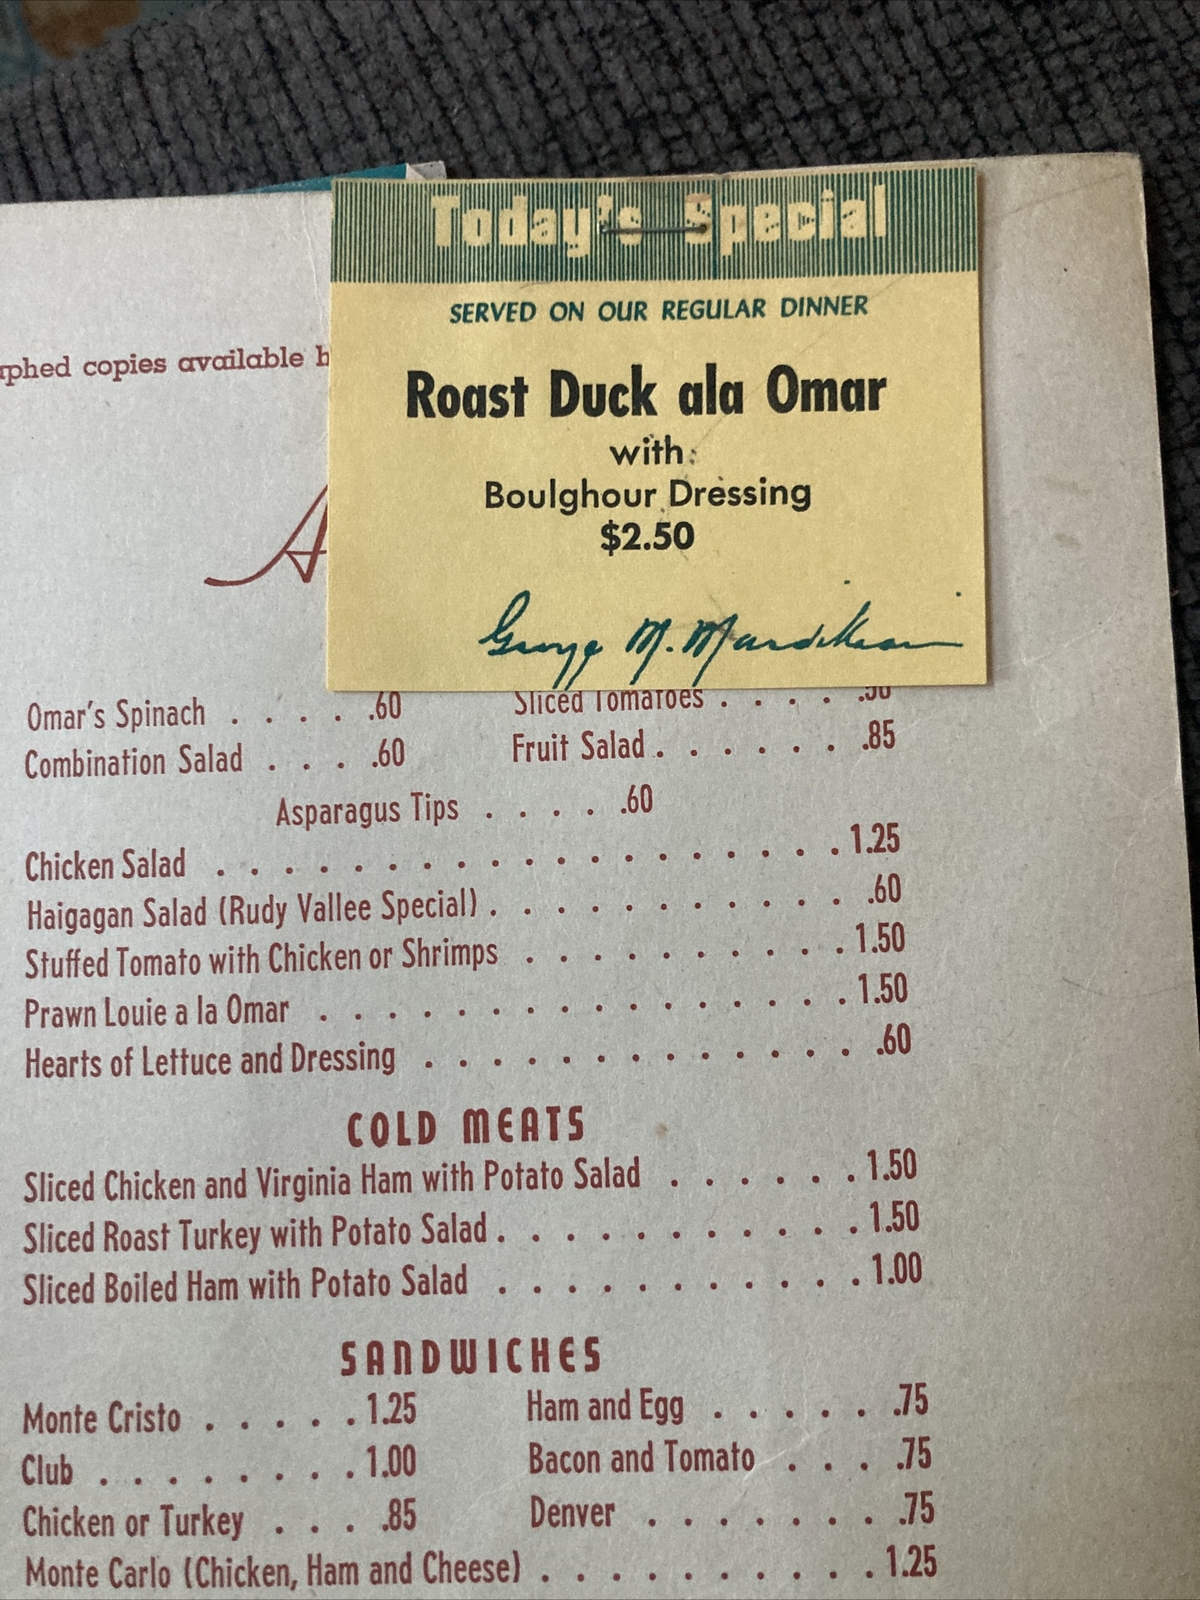 Today's Special
SERVED ON OUR REGULAR DINNER
Roast Duck ala Omar
with
Boulghour Dressing
$2.50
George M. Mardikian
copies available
Omar's Spinach . . . . .60
Sliced Tomatoes . . . .
Combination Salad . . . .60
Fruit Salad . . . . . . .85
Asparagus Tips . . . . .60
Chicken Salad . . . . . . . . . . . . . . . . . . . 1.25
Haigagan Salad (Rudy Vallee Special) . . . . . . . . . . . .60
Stuffed Tomato with Chicken or Shrimps . . . . . . . . . . 1.50
Prawn Louie a la Omar . . . . . . . . . . . . . . . . 1.50
Hearts of Lettuce and Dressing . . . . . . . . . . . . . .60
COLD MEATS
Sliced Chicken and Virginia Ham with Potato Salad . . . . . . 1.50
Sliced Roast Turkey with Potato Salad . . . . . . . . . . . 1.50
Sliced Boiled Ham with Potato Salad . . . . . . . . . . . 1.00
SANDWICHES
Monte Cristo . . . . . 1.25
Ham and Egg . . . . . .75
Club . . . . . . . . 1.00
Bacon and Tomato . . . .75
Chicken or Turkey . . . .85
Denver . . . . . . . .75
Monte Carlo (Chicken, Ham and Cheese) . . . . . . . . . . 1.25